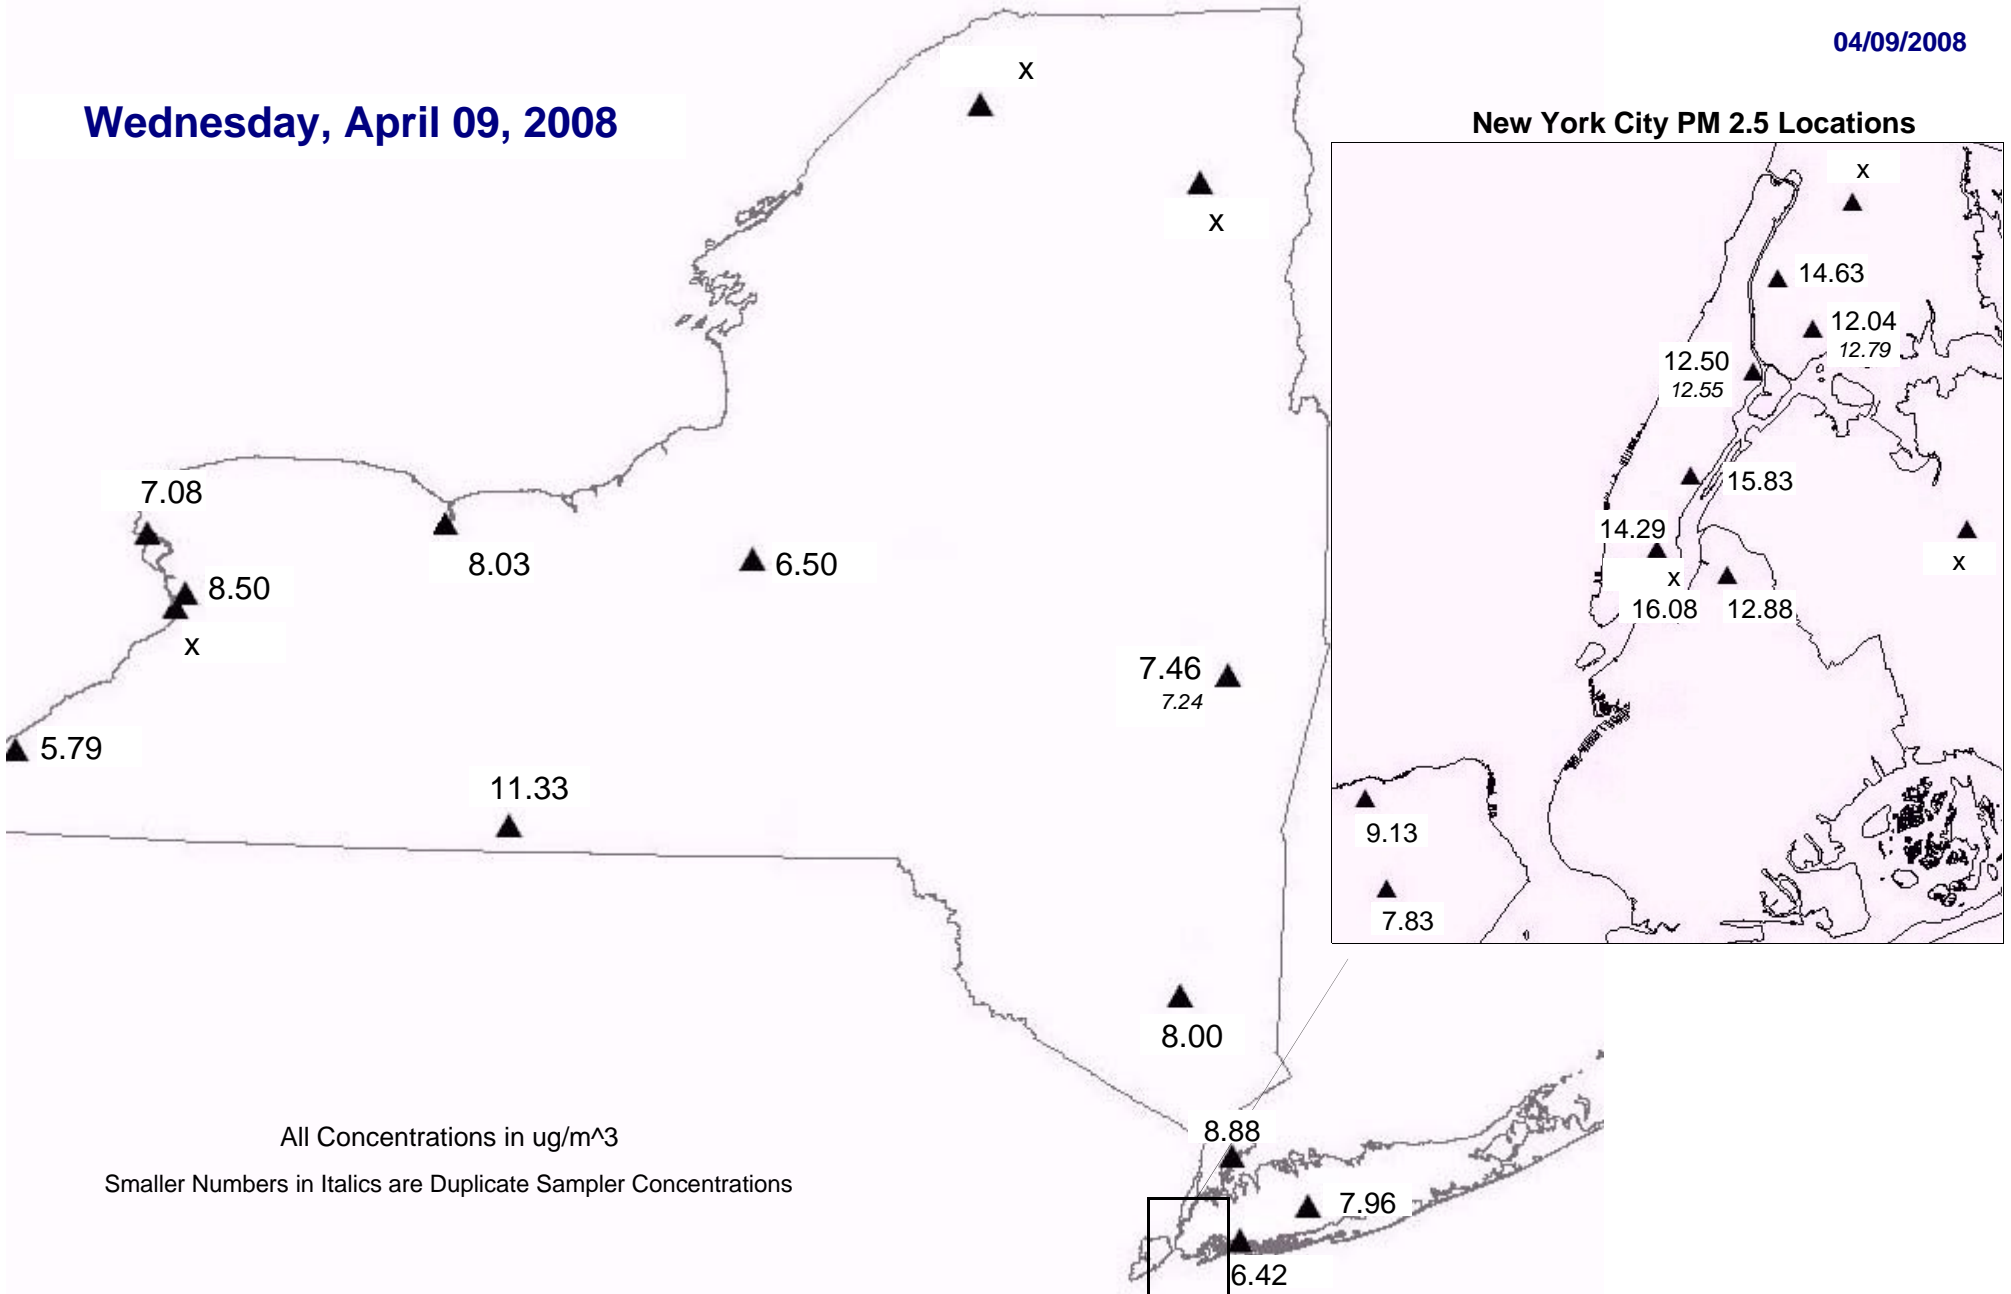 04/09/2008
Wednesday, April 09, 2008
x
x
7.08
8.50
x
8.03
6.50
7.46
7.24
5.79
11.33
8.00
8.88
7.96
6.42
All Concentrations in ug/m^3
Smaller Numbers in Italics are Duplicate Sampler Concentrations
New York City PM 2.5 Locations
x
14.63
12.04
12.79
12.50
12.55
15.83
14.29
x
x
16.08
12.88
9.13
7.83